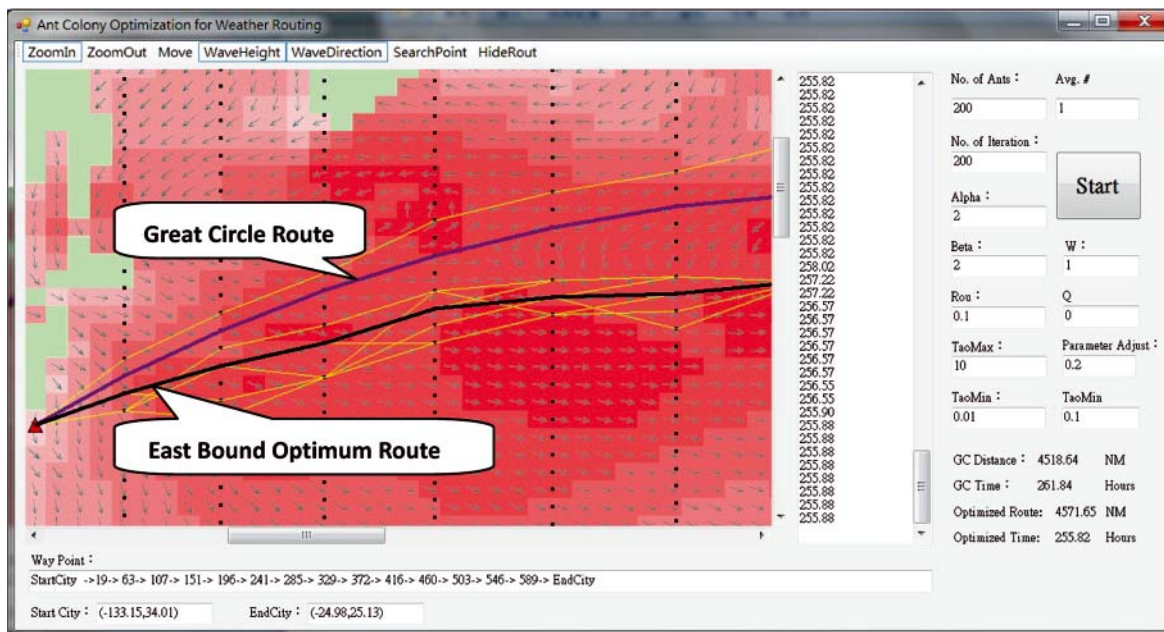 Ant Colony Optimization for Weather Routing
ZoomIn ZoomOut Move WaveHeight WaveDirection SearchPoint HideRout
Great Circle Route
East Bound Optimum Route
255.82
255.82
255.82
255.82
255.82
255.82
255.82
255.82
255.82
255.82
255.82
255.82
255.82
255.82
258.02
257.22
257.22
256.57
256.57
256.57
256.57
256.57
256.57
256.55
256.55
255.90
255.88
255.88
255.88
255.88
255.88
255.88
255.88
255.88
No. of Ants : Avg. #
200 1
No. of Iteration :
200
Start
Alpha :
2
Beta : W :
2 1
Rou : Q
0.1 0
TaoMax : Parameter Adjust :
10 0.2
TaoMin : TaoMin
0.01 0.1
GC Distance : 4518.64 NM
GC Time : 261.84 Hours
Optimized Route: 4571.65 NM
Optimized Time: 255.82 Hours
Way Point :
StartCity ->19-> 63-> 107-> 151-> 196-> 241-> 285-> 329-> 372-> 416-> 460-> 503-> 546-> 589-> EndCity
Start City : (-133.15,34.01) EndCity : (-24.98,25.13)